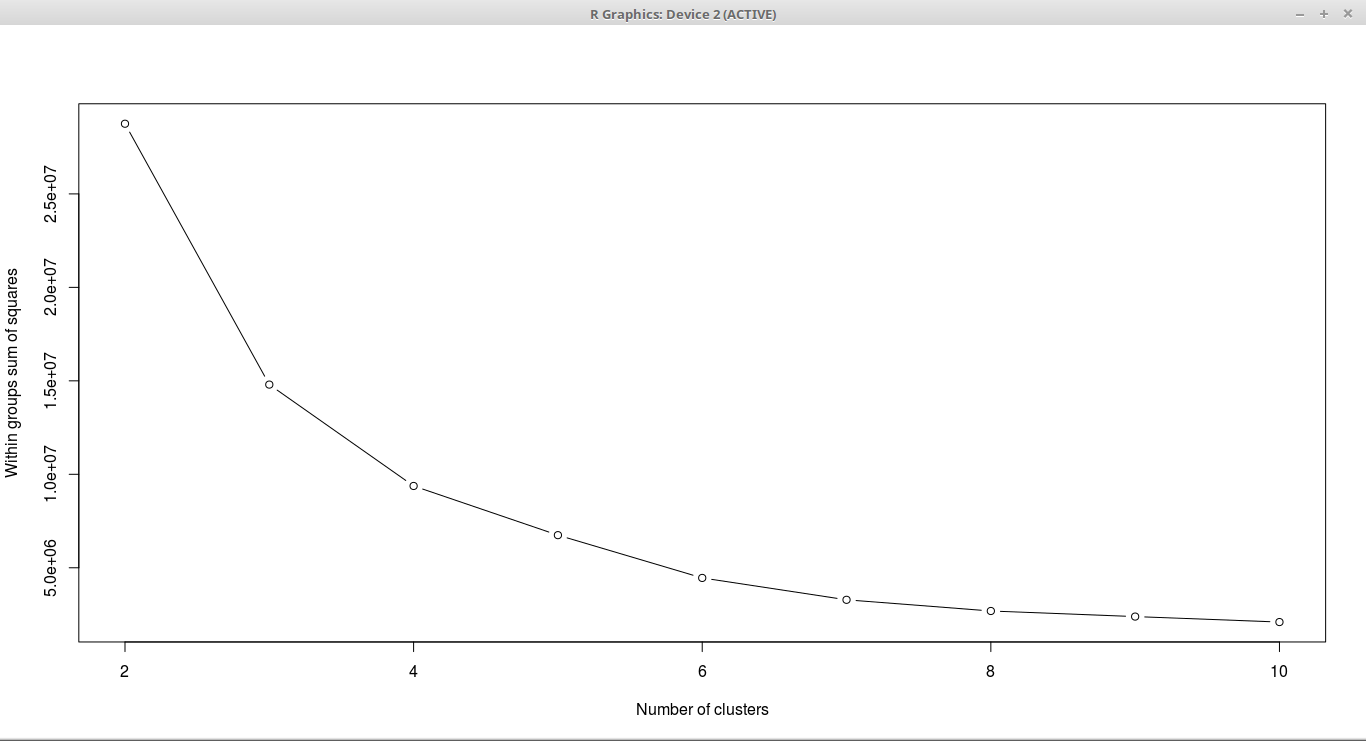 R Graphics: Device 2 (ACTIVE)
Within groups sum of squares
2.5e+07
2.0e+07
1.5e+07
1.0e+07
5.0e+06
2 4 6 8 10
Number of clusters